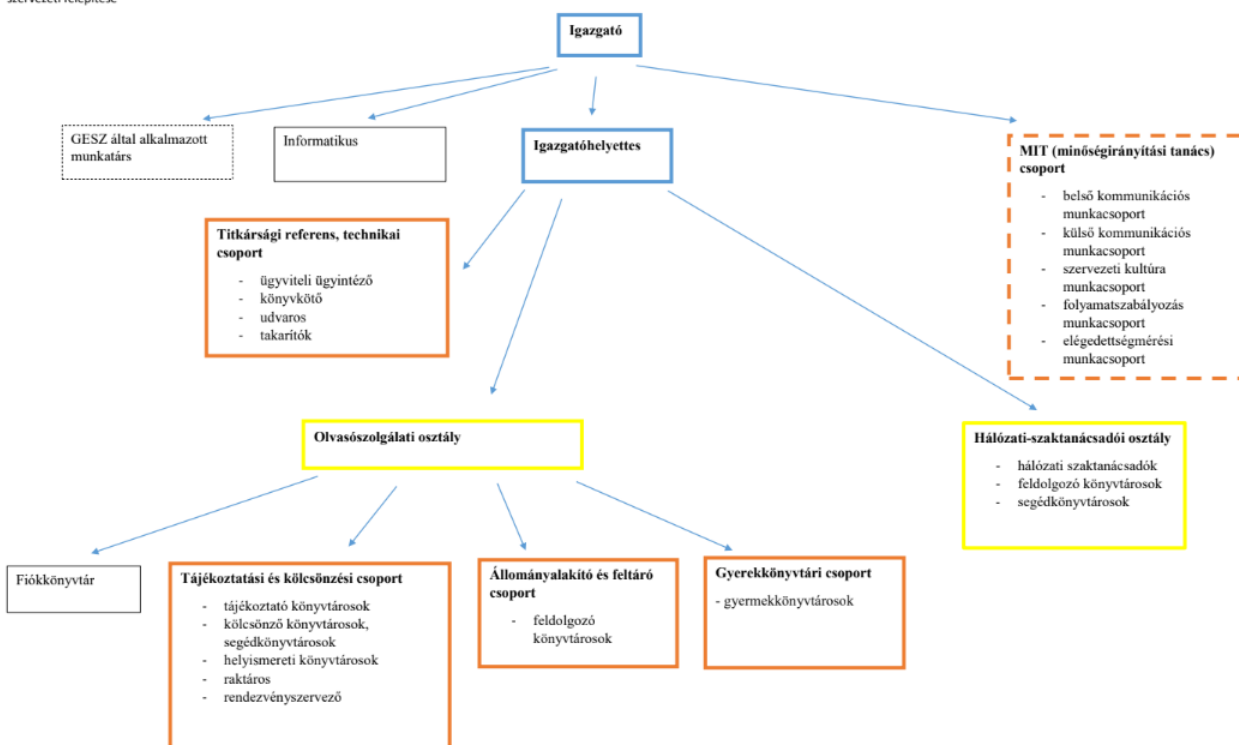 szervezeti felépítése
Igazgató
GESZ által alkalmazott
munkatárs
Informatikus
Igazgatóhelyettes
MIT (minőségirányítási tanács)
csoport
- belső kommunikációs
munkacsoport
- külső kommunikációs
munkacsoport
- szervezeti kultúra
munkacsoport
- folyamatszabályozás
munkacsoport
- elégedettségmérési
munkacsoport
Titkársági referens, technikai
csoport
- ügyviteli ügyintéző
- könyvkötő
- udvaros
- takarítók
Olvasószolgálati osztály
Hálózati-szaktanácsadói osztály
- hálózati szaktanácsadók
- feldolgozó könyvtárosok
- segédkönyvtárosok
Fiókkönyvtár
Tájékoztatási és kölcsönzési csoport
- tájékoztató könyvtárosok
- kölcsönző könyvtárosok,
segédkönyvtárosok
- helyismereti könyvtárosok
- raktáros
- rendezvényszervező
Állományalakító és feltáró
csoport
- feldolgozó
könyvtárosok
Gyerekkönyvtári csoport
- gyermekkönyvtárosok